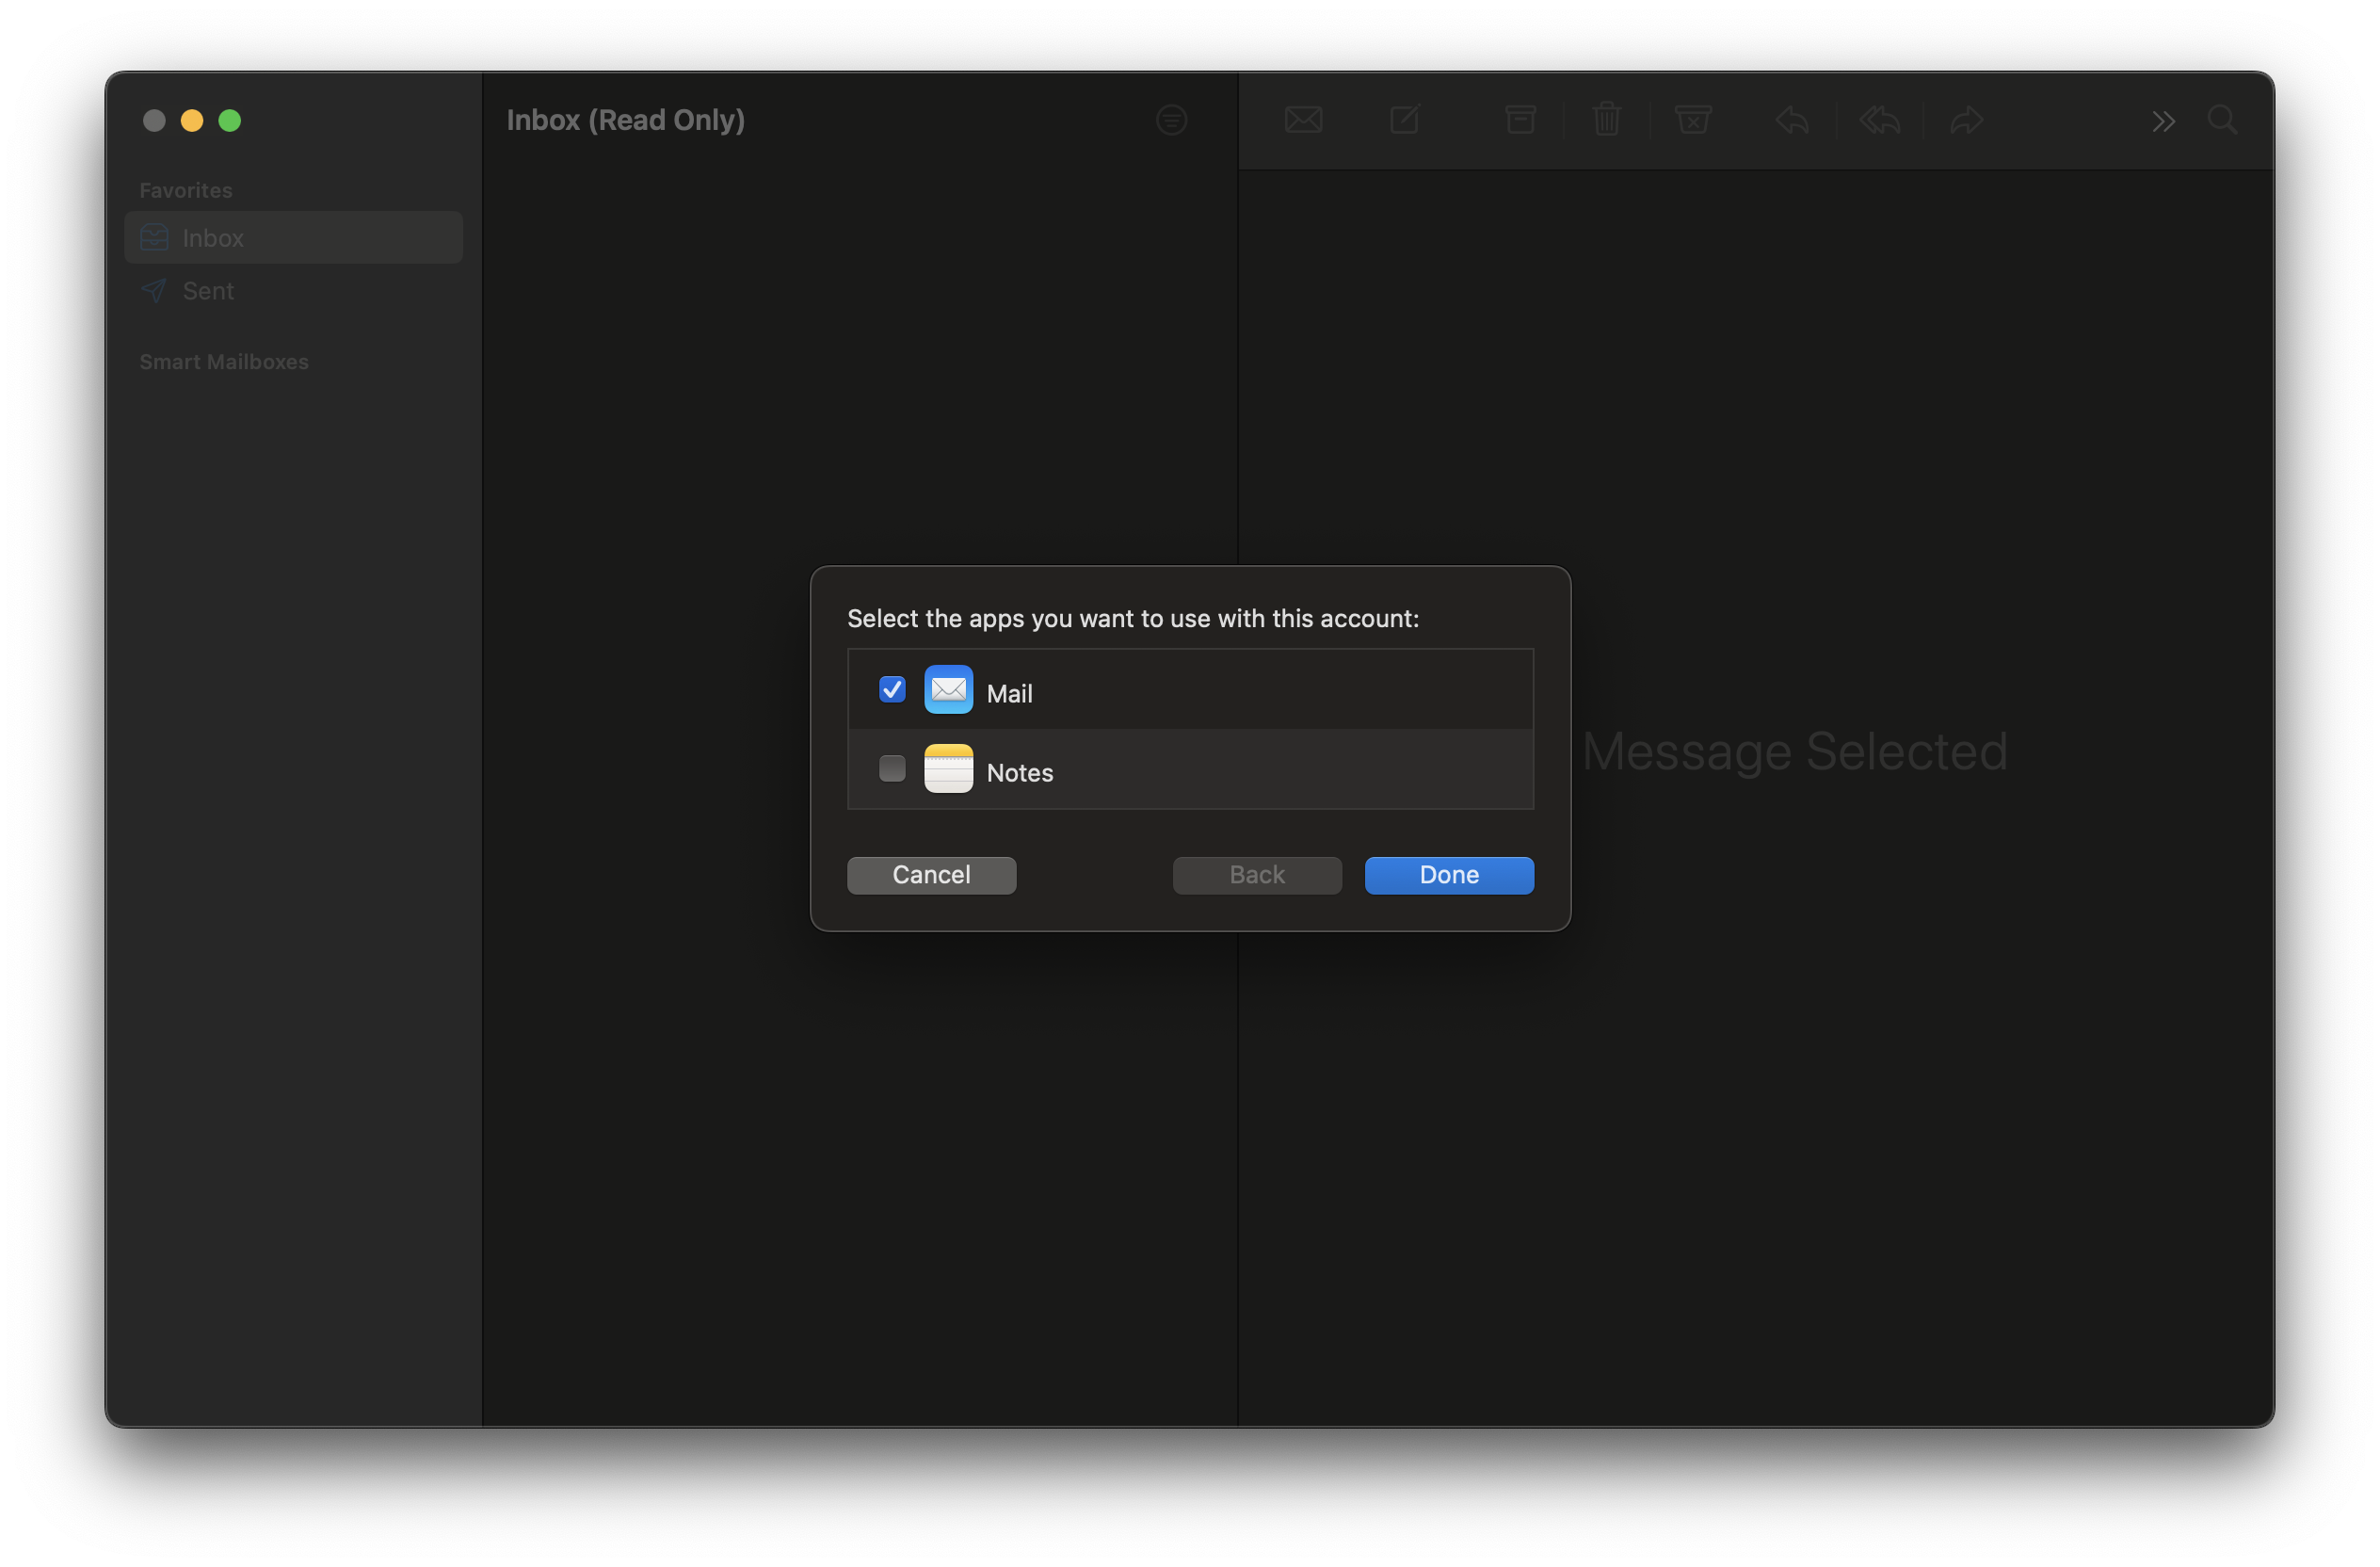 Inbox (Read Only)
Favorites
Inbox
Sent
Smart Mailboxes
Message Selected
Select the apps you want to use with this account:
Mail
Notes
Cancel
Back
Done